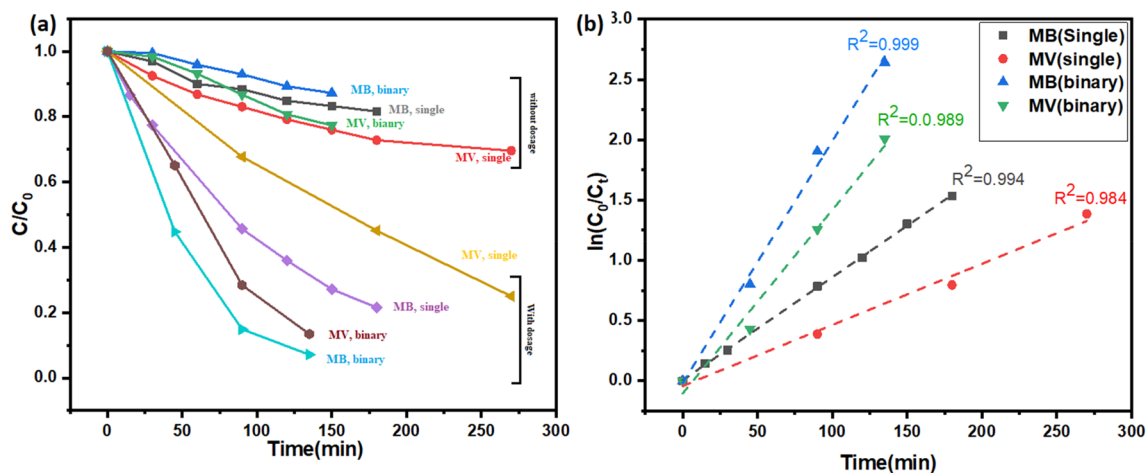 (a)
1.0
0.8
0.6
0.4
0.2
0.0
C/C0
0
50
100
150
200
250
300
Time(min)
MB, binary
MB, single
MV, bianry
MV, single
without dosage
MV, single
MB, single
MV, binary
MB, binary
With dosage
(b)
3.0
2.5
2.0
1.5
1.0
0.5
0.0
ln(C0/Ct)
0
50
100
150
200
250
300
Time(min)
R2=0.999
R2=0.0.989
R2=0.994
R2=0.984
MB(Single)
MV(single)
MB(binary)
MV(binary)